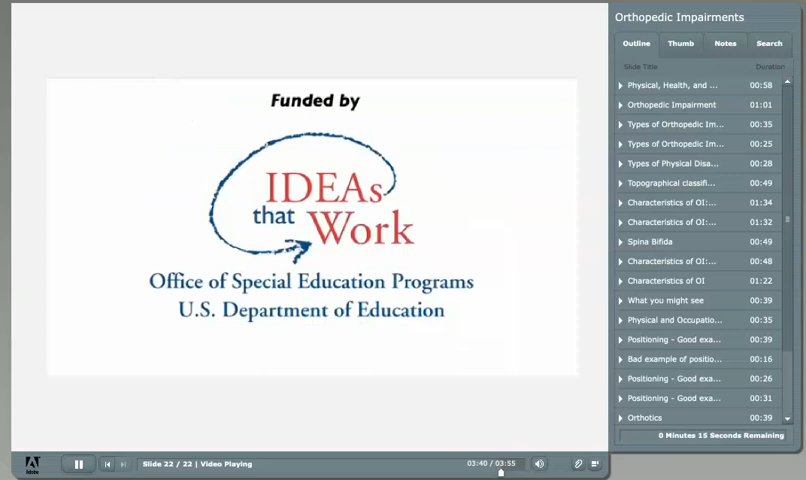 Funded by
IDEAs
that Work
Office of Special Education Programs
U.S. Department of Education
Adobe
Slide 22 / 22 | Video Playing
03:40 / 03:55
Orthopedic Impairments
Outline Thumb Notes Search
Slide Title Duration
Physical, Health, and ... 00:58
Orthopedic Impairment 01:01
Types of Orthopedic Im... 00:35
Types of Orthopedic Im... 00:25
Types of Physical Disa... 00:28
Topographical classifi... 00:49
Characteristics of OI:... 01:34
Characteristics of OI:... 01:32
Spina Bifida 00:49
Characteristics of OI:... 00:48
Characteristics of OI 01:22
What you might see 00:39
Physical and Occupatio... 00:35
Positioning - Good exa... 00:39
Bad example of positio... 00:16
Positioning - Good exa... 00:26
Positioning - Good exa... 00:31
Orthotics 00:39
0 Minutes 15 Seconds Remaining